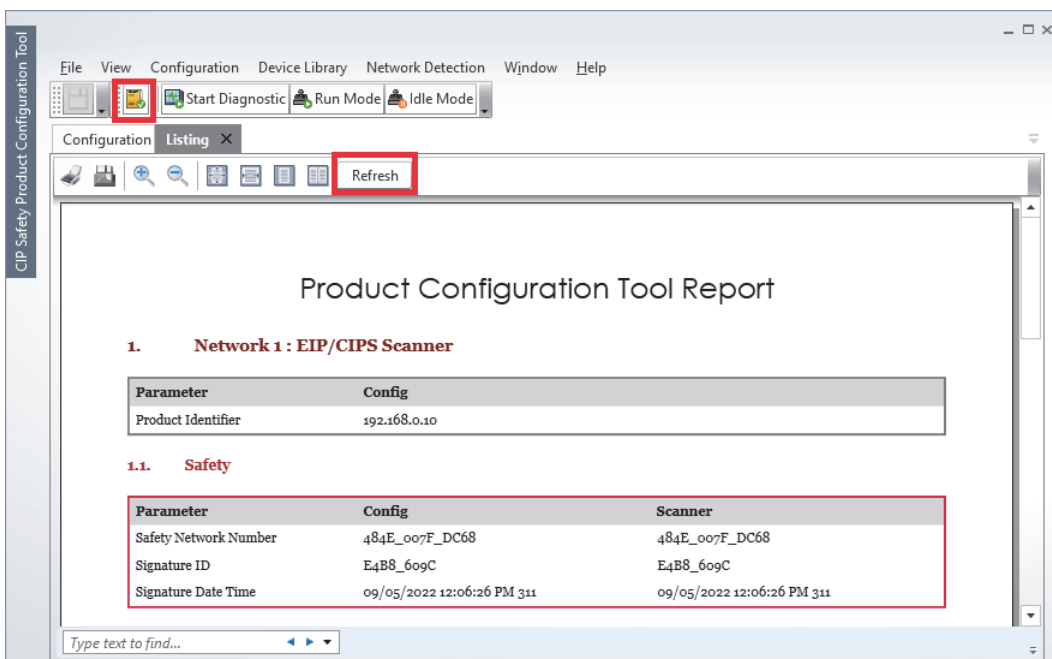 CIP Safety Product Configuration Tool
File View Configuration Device Library Network Detection Window Help
Start Diagnostic Run Mode Idle Mode
Configuration Listing
Refresh
Product Configuration Tool Report
1. Network 1 : EIP/CIPS Scanner
Parameter Config
Product Identifier 192.168.0.10
1.1. Safety
Parameter Config Scanner
Safety Network Number 484E_007F_DC68 484E_007F_DC68
Signature ID E4B8_609C E4B8_609C
Signature Date Time 09/05/2022 12:06:26 PM 311 09/05/2022 12:06:26 PM 311
Type text to find...